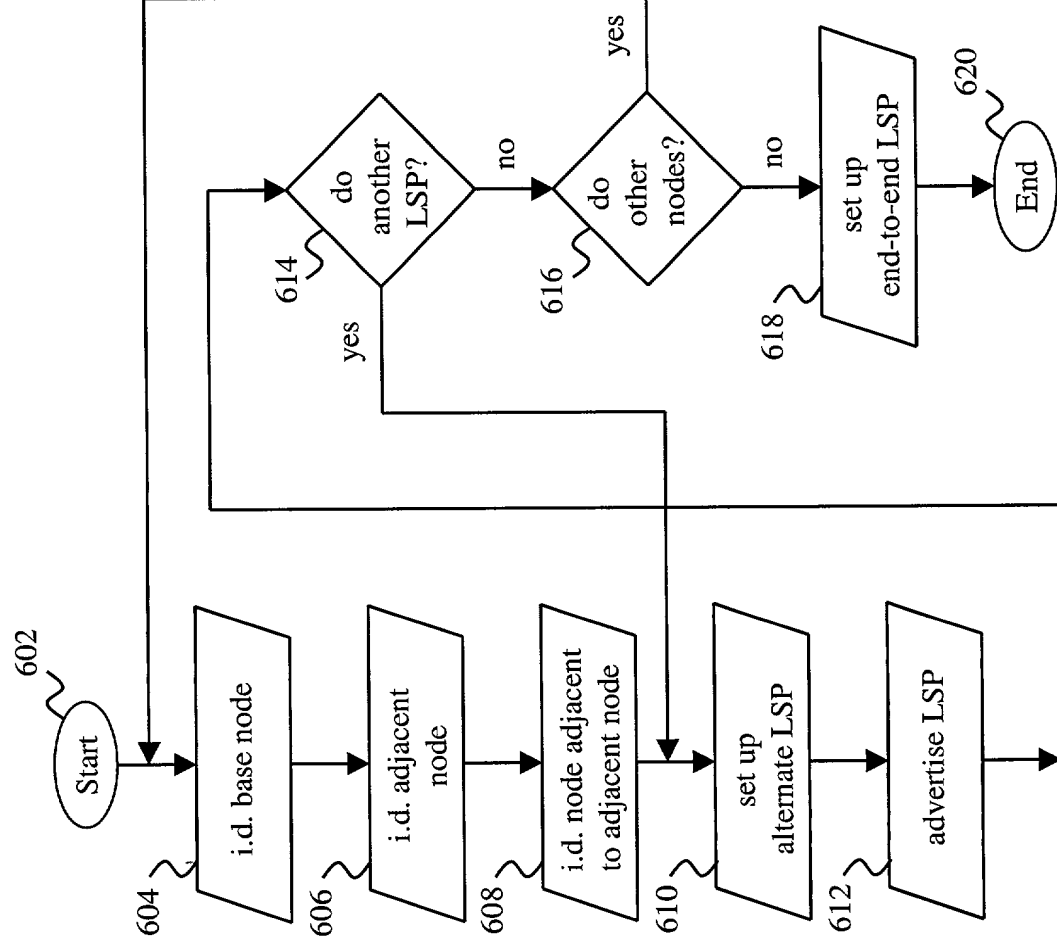 602
Start
604
i.d. base node
606
i.d. adjacent
node
608
i.d. node adjacent
to adjacent node
610
set up
alternate LSP
612
advertise LSP
614
do
another
LSP?
yes
no
616
do
other
nodes?
yes
no
618
set up
end-to-end LSP
620
End